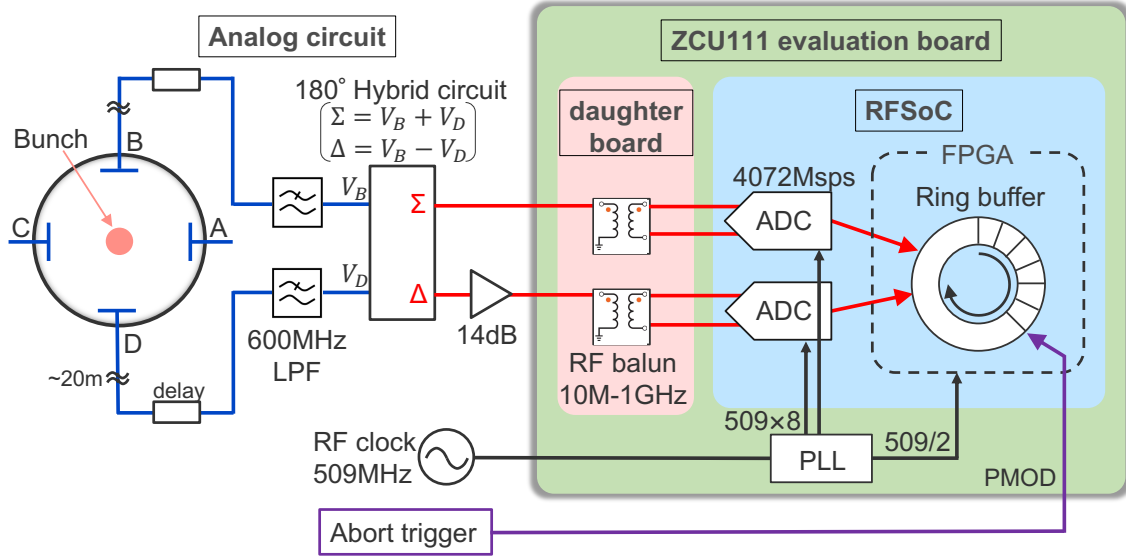 Analog circuit
ZCU111 evaluation board
180° Hybrid circuit
Σ = V_B + V_D
Δ = V_B − V_D
daughter
board
RFSoC
Bunch
B
FPGA
4072Msps
Ring buffer
C
A
V_B
Σ
ADC
V_D
Δ
ADC
D
600MHz
LPF
14dB
RF balun
10M-1GHz
~20m
delay
509×8
509/2
RF clock
509MHz
PLL
PMOD
Abort trigger